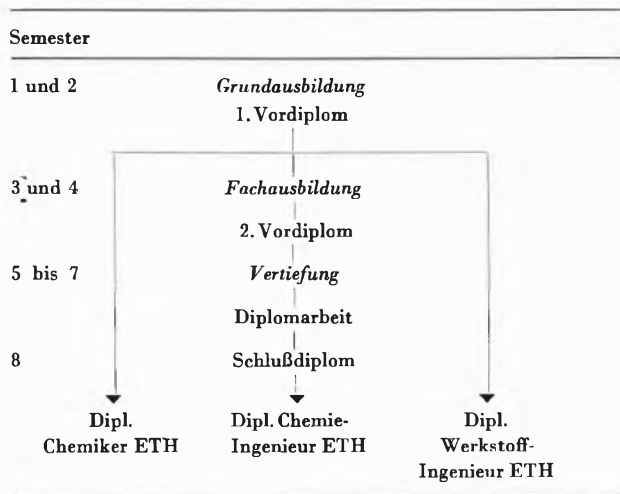 Semester
1 und 2 Grundausbildung
1. Vordiplom
3 und 4 Fachausbildung
2. Vordiplom
5 bis 7 Vertiefung
Diplomarbeit
8 Schlußdiplom
Dipl. Dipl. Chemie- Dipl.
Chemiker ETH Ingenieur ETH Werkstoff-
Ingenieur ETH